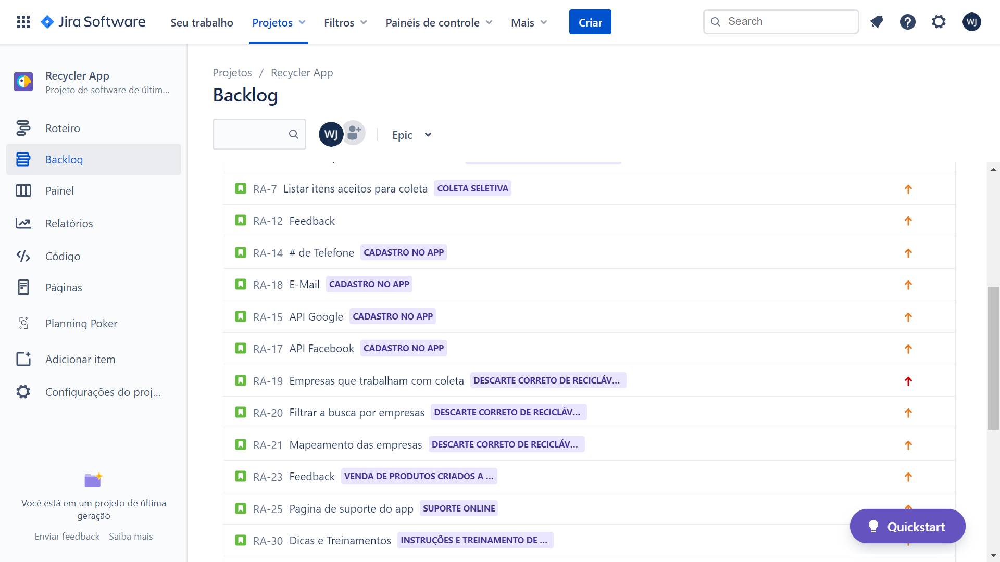 Jira Software
Seu trabalho
Projetos
Filtros
Painéis de controle
Mais
Criar
Search
WJ
Recycler App
Projeto de software de últim...
Roteiro
Backlog
Painel
Relatórios
Código
Páginas
Planning Poker
Adicionar item
Configurações do proj...
Você está em um projeto de última
geração
Enviar feedback Saiba mais
Projetos / Recycler App
Backlog
WJ
Epic
RA-7 Listar itens aceitos para coleta COLETA SELETIVA
RA-12 Feedback
RA-14 # de Telefone CADASTRO NO APP
RA-18 E-Mail CADASTRO NO APP
RA-15 API Google CADASTRO NO APP
RA-17 API Facebook CADASTRO NO APP
RA-19 Empresas que trabalham com coleta DESCARTE CORRETO DE RECICLÁV...
RA-20 Filtrar a busca por empresas DESCARTE CORRETO DE RECICLÁV...
RA-21 Mapeamento das empresas DESCARTE CORRETO DE RECICLÁV...
RA-23 Feedback VENDA DE PRODUTOS CRIADOS A ...
RA-25 Pagina de suporte do app SUPORTE ONLINE
RA-30 Dicas e Treinamentos INSTRUÇÕES E TREINAMENTO DE ...
Quickstart